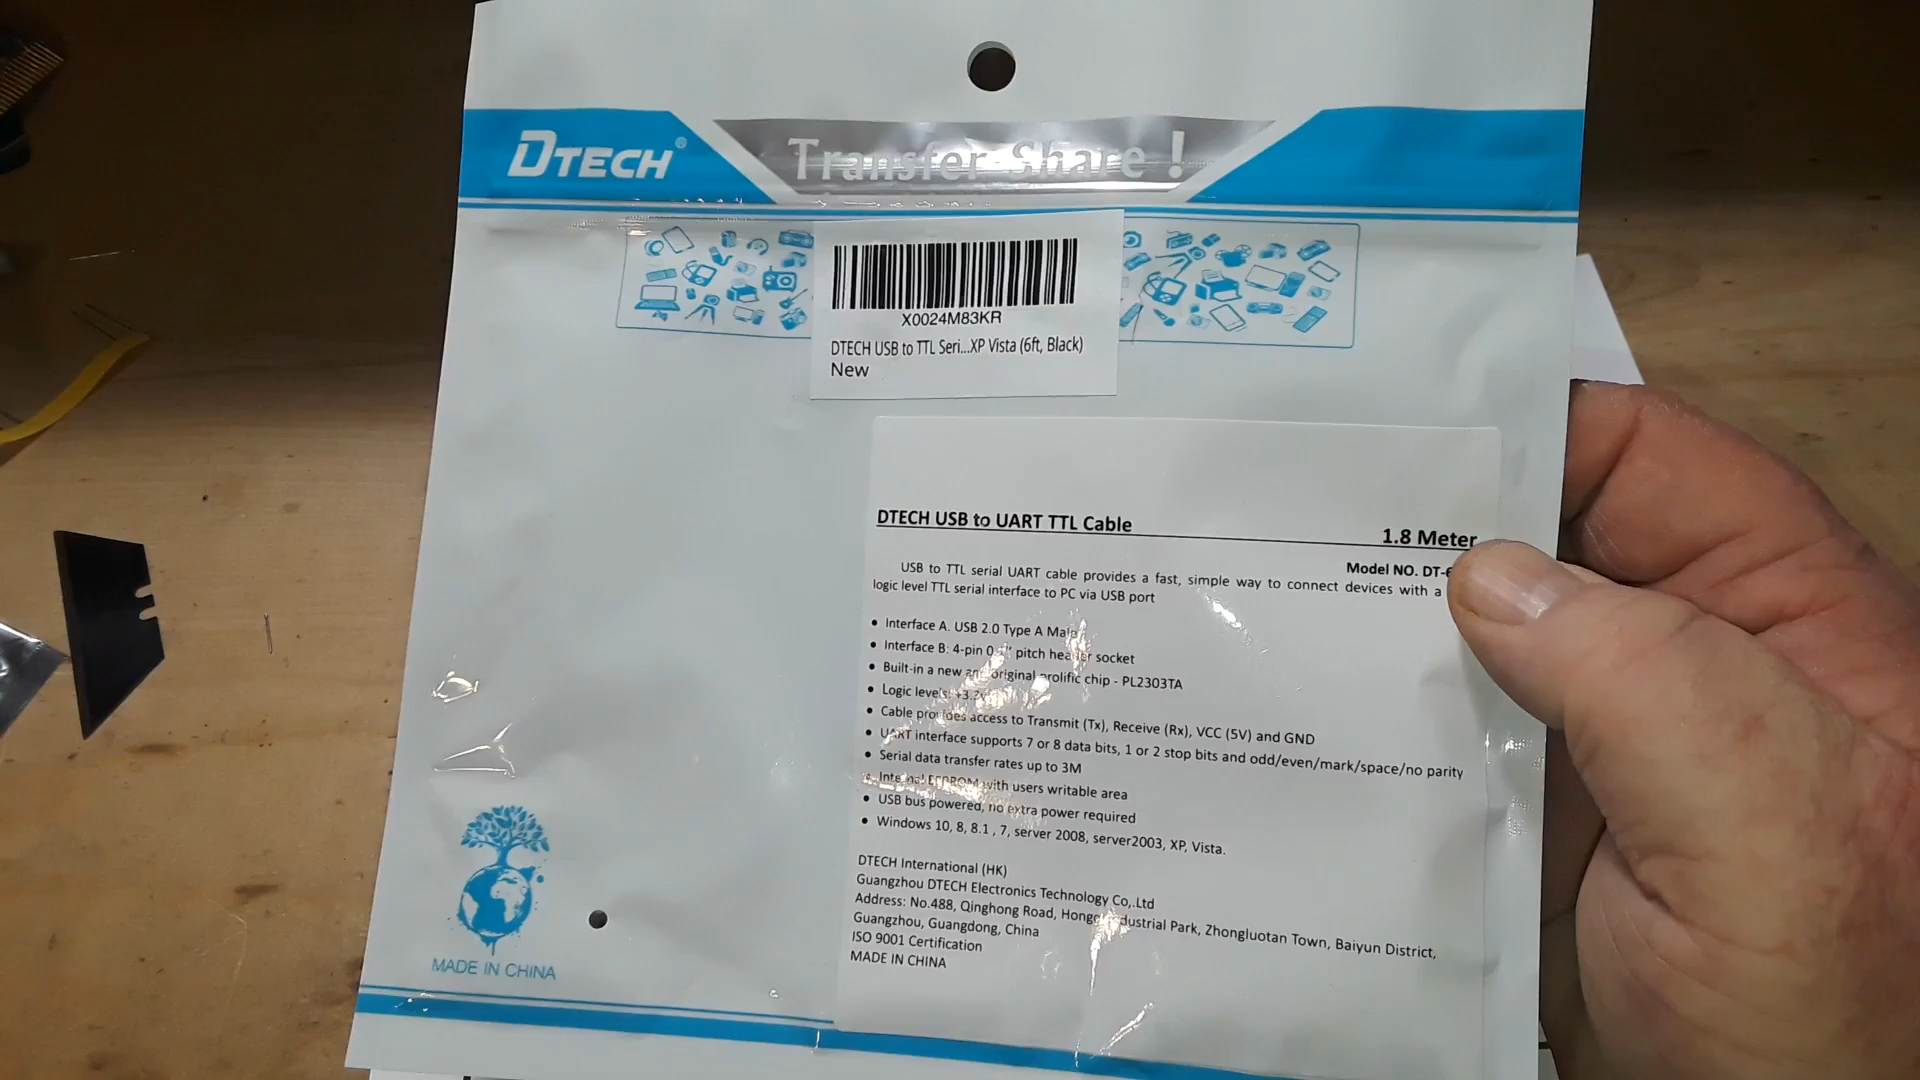 DTECH®
Transfer Share !
X0024M83KR
DTECH USB to TTL Seri...XP Vista (6ft, Black)
New
DTECH USB to UART TTL Cable
1.8 Meter
Model NO. DT-
USB to TTL serial UART cable provides a fast, simple way to connect devices with a
logic level TTL serial interface to PC via USB port
• Interface A. USB 2.0 Type A Male
• Interface B: 4-pin pitch header socket
• Built-in a new and original prolific chip - PL2303TA
• Logic levels:
• Cable provides access to Transmit (Tx), Receive (Rx), VCC (5V) and GND
• UART interface supports 7 or 8 data bits, 1 or 2 stop bits and odd/even/mark/space/no parity
• Serial data transfer rates up to 3M
• Internal EEPROM with users writable area
• USB bus powered, no extra power required
• Windows 10, 8, 8.1 , 7, server 2008, server2003, XP, Vista.
DTECH International (HK)
Guangzhou DTECH Electronics Technology Co,.Ltd
Address: No.488, Qinghong Road, Industrial Park, Zhongluotan Town, Baiyun District,
Guangzhou, Guangdong, China
ISO 9001 Certification
MADE IN CHINA
MADE IN CHINA